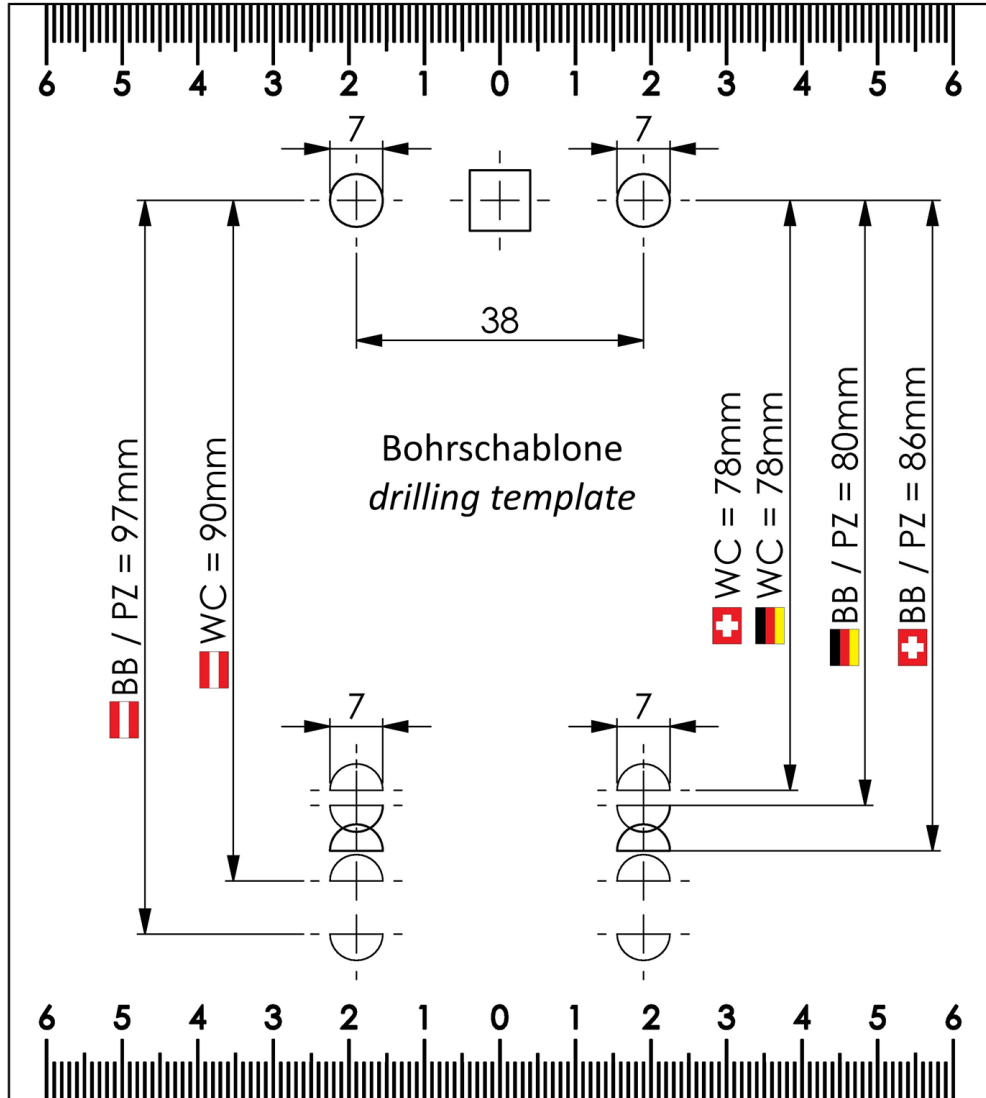 6 5 4 3 2 1 0 1 2 3 4 5 6
7 7
38
Bohrschablone
drilling template
BB / PZ = 97mm
WC = 90mm
WC = 78mm
WC = 78mm
BB / PZ = 80mm
BB / PZ = 86mm
7 7
6 5 4 3 2 1 0 1 2 3 4 5 6